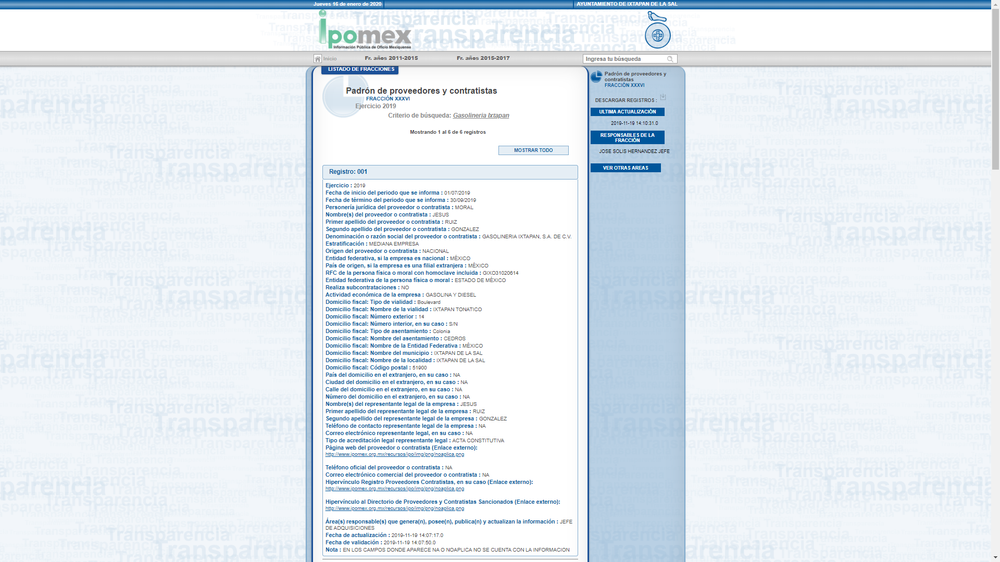 Jueves 16 de enero de 2020
AYUNTAMIENTO DE IXTAPAN DE LA SAL
ipomex
Información Pública de Oficio Mexiquense
Inicio
Fr. años 2011-2015
Fr. años 2015-2017
Ingresa tu búsqueda
LISTADO DE FRACCIONES
Padrón de proveedores y contratistas
FRACCIÓN XXXVI
Ejercicio 2019
Criterio de búsqueda: Gasolineria Ixtapan
Mostrando 1 al 6 de 6 registros
MOSTRAR TODO
Registro: 001
Ejercicio : 2019
Fecha de inicio del periodo que se informa : 01/07/2019
Fecha de término del periodo que se informa : 30/09/2019
Personería jurídica del proveedor o contratista : MORAL
Nombre(s) del proveedor o contratista : JESUS
Primer apellido del proveedor o contratista : RUIZ
Segundo apellido del proveedor o contratista : GONZALEZ
Denominación o razón social del proveedor o contratista : GASOLINERIA IXTAPAN, S.A. DE C.V.
Estratificación : MEDIANA EMPRESA
Origen del proveedor o contratista : NACIONAL
Entidad federativa, si la empresa es nacional : MÉXICO
País de origen, si la empresa es una filial extranjera : MÉXICO
RFC de la persona física o moral con homoclave incluida : GIXO31020614
Entidad federativa de la persona física o moral : ESTADO DE MÉXICO
Realiza subcontrataciones : NO
Actividad económica de la empresa : GASOLINA Y DIESEL
Domicilio fiscal: Tipo de vialidad : Boulevard
Domicilio fiscal: Nombre de la vialidad : IXTAPAN TONATICO
Domicilio fiscal: Número exterior : 14
Domicilio fiscal: Número interior, en su caso : S/N
Domicilio fiscal: Tipo de asentamiento : Colonia
Domicilio fiscal: Nombre del asentamiento : CEDROS
Domicilio fiscal: Nombre de la Entidad Federativa : MÉXICO
Domicilio fiscal: Nombre del municipio : IXTAPAN DE LA SAL
Domicilio fiscal: Nombre de la localidad : IXTAPAN DE LA SAL
Domicilio fiscal: Código postal : 51900
País del domicilio en el extranjero, en su caso : NA
Ciudad del domicilio en el extranjero, en su caso : NA
Calle del domicilio en el extranjero, en su caso : NA
Número del domicilio en el extranjero, en su caso : NA
Nombre(s) del representante legal de la empresa : JESUS
Primer apellido del representante legal de la empresa : RUIZ
Segundo apellido del representante legal de la empresa : GONZALEZ
Teléfono de contacto representante legal de la empresa : NA
Correo electrónico representante legal, en su caso : NA
Tipo de acreditación legal representante legal : ACTA CONSTITUTIVA
Página web del proveedor o contratista (Enlace externo):
http://www.ipomex.org.mx/recursos/ipo/img/png/noaplica.png
Teléfono oficial del proveedor o contratista : NA
Correo electrónico comercial del proveedor o contratista : NA
Hipervínculo Registro Proveedores Contratistas, en su caso (Enlace externo):
http://www.ipomex.org.mx/recursos/ipo/img/png/noaplica.png
Hipervínculo al Directorio de Proveedores y Contratistas Sancionados (Enlace externo):
http://www.ipomex.org.mx/recursos/ipo/img/png/noaplica.png
Área(s) responsable(s) que genera(n), posee(n), publica(n) y actualizan la información : JEFE
DE ADQUISICIONES
Fecha de actualización : 2019-11-19 14:07:17.0
Fecha de validación : 2019-11-19 14:07:50.0
Nota : EN LOS CAMPOS DONDE APARECE NA O NOAPLICA NO SE CUENTA CON LA INFORMACION
Padrón de proveedores y
contratistas
FRACCIÓN XXXVI
DESCARGAR REGISTROS :
ULTIMA ACTUALIZACIÓN
2019-11-19 14:10:31.0
RESPONSABLES DE LA
FRACCIÓN
JOSE SOLIS HERNANDEZ JEFE
VER OTRAS AREAS